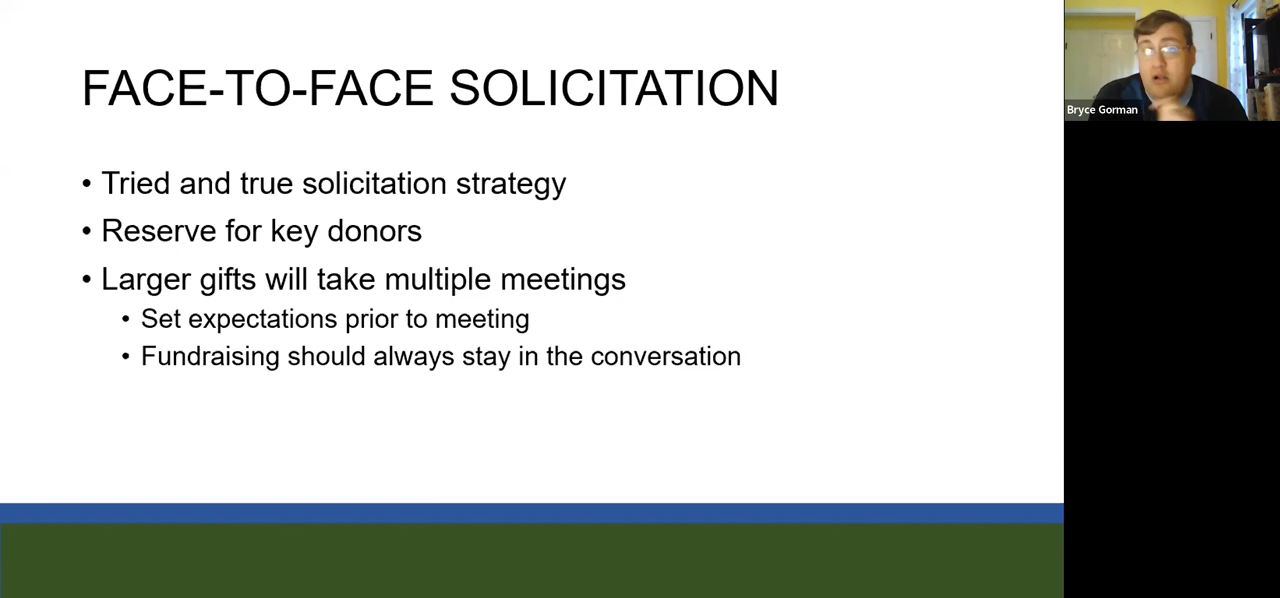 FACE-TO-FACE SOLICITATION
• Tried and true solicitation strategy
• Reserve for key donors
• Larger gifts will take multiple meetings
• Set expectations prior to meeting
• Fundraising should always stay in the conversation
Bryce Gorman